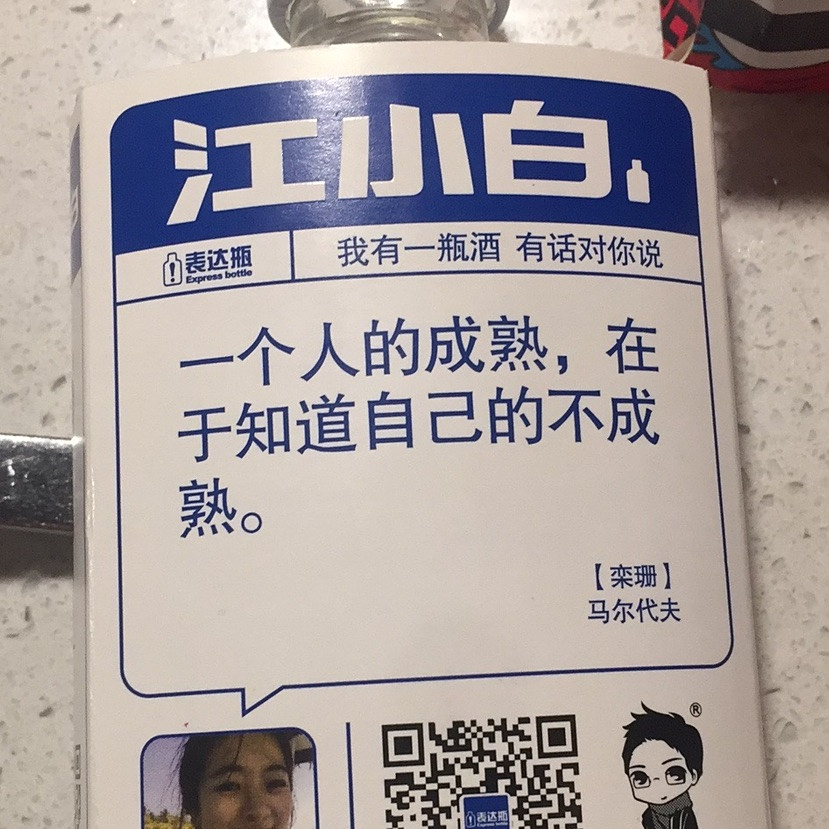 江小白
表达瓶
Express bottle
我有一瓶酒 有话对你说
一个人的成熟，在
于知道自己的不成
熟。
【栾珊】
马尔代夫
®
表达瓶
Express bottle